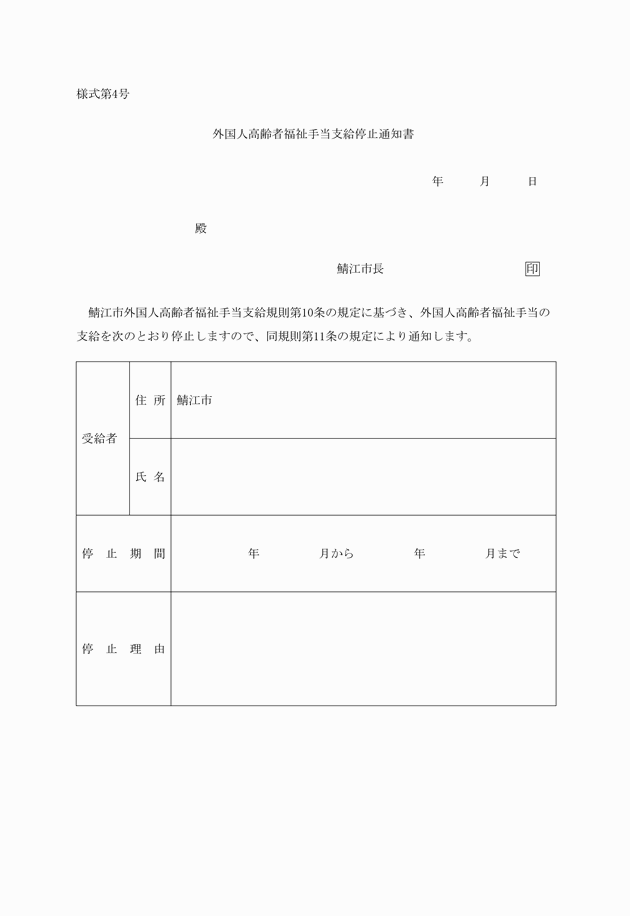 様式第4号
外国人高齢者福祉手当支給停止通知書
年　　月　　日
殿
鯖江市長　　印
鯖江市外国人高齢者福祉手当支給規則第10条の規定に基づき、外国人高齢者福祉手当の
支給を次のとおり停止しますので、同規則第11条の規定により通知します。
受給者
住所　鯖江市
氏名
停止期間　年　　月から　　年　　月まで
停止理由